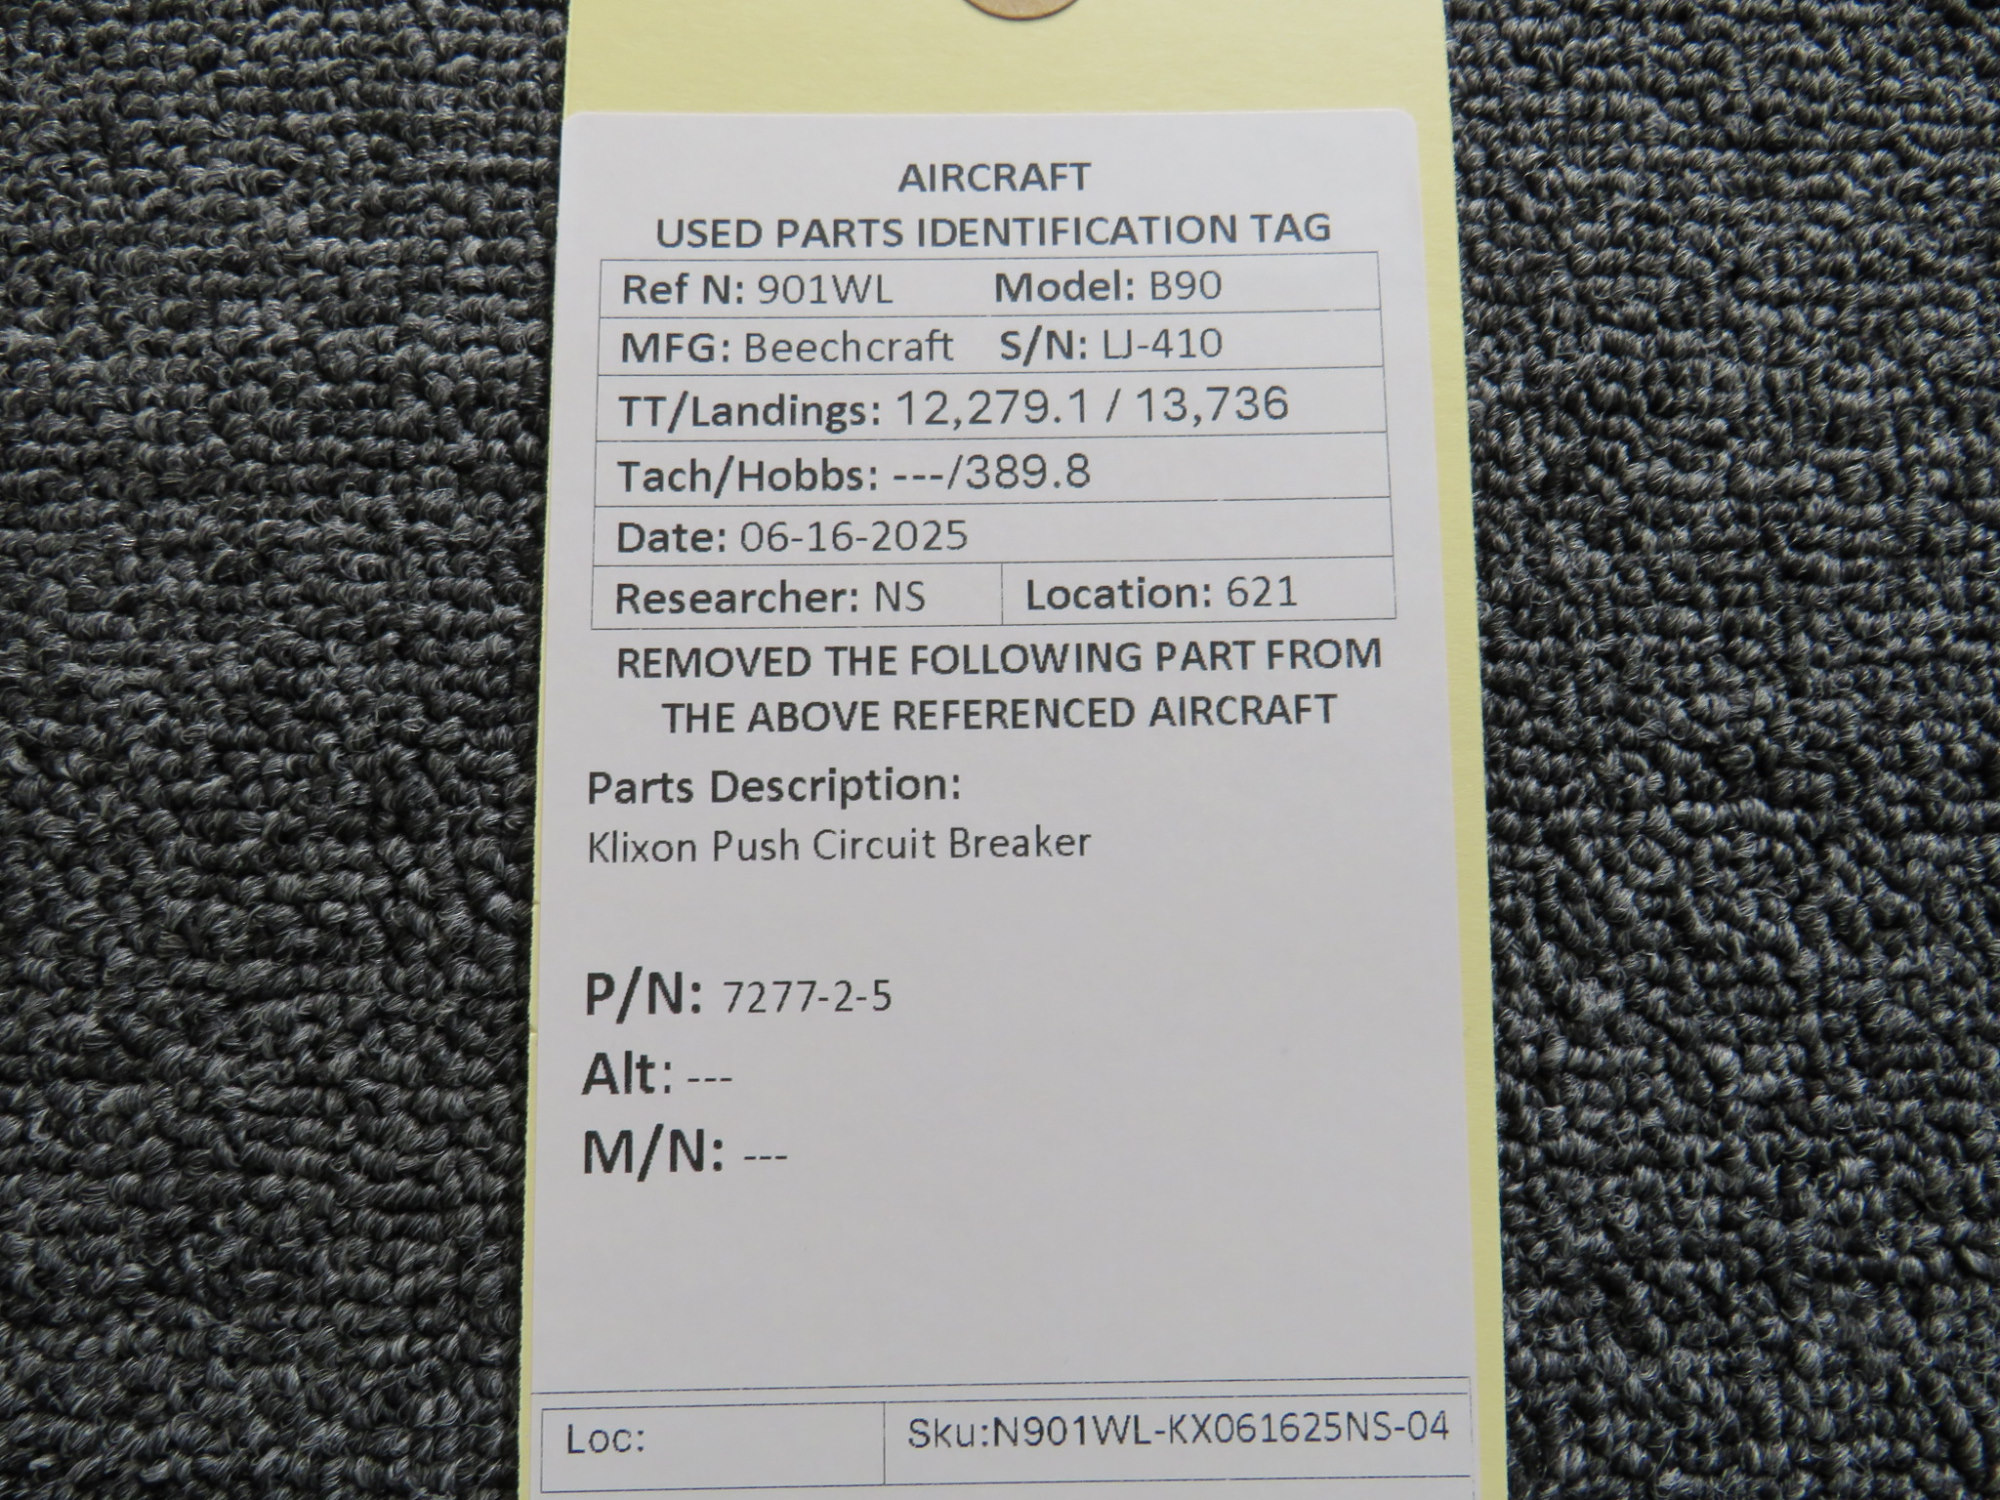 AIRCRAFT
USED PARTS IDENTIFICATION TAG
Ref N: 901WL Model: B90
MFG: Beechcraft S/N: LJ-410
TT/Landings: 12,279.1 / 13,736
Tach/Hobbs: ---/389.8
Date: 06-16-2025
Researcher: NS Location: 621
REMOVED THE FOLLOWING PART FROM
THE ABOVE REFERENCED AIRCRAFT
Parts Description:
Klixon Push Circuit Breaker
P/N: 7277-2-5
Alt: ---
M/N: ---
Loc: Sku:N901WL-KX061625NS-04